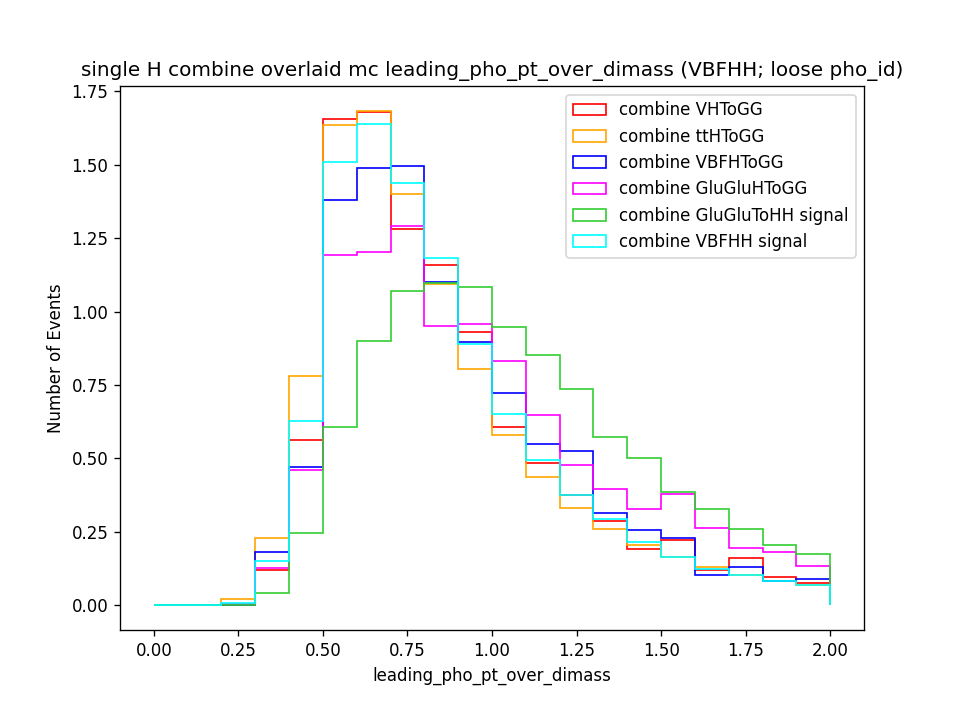 single H combine overlaid mc leading_pho_pt_over_dimass (VBFHH; loose pho_id)
1.75
1.50
1.25
1.00
0.75
0.50
0.25
0.00
Number of Events
combine VHToGG
combine ttHToGG
combine VBFHToGG
combine GluGluHToGG
combine GluGluToHH signal
combine VBFHH signal
0.00 0.25 0.50 0.75 1.00 1.25 1.50 1.75 2.00
leading_pho_pt_over_dimass